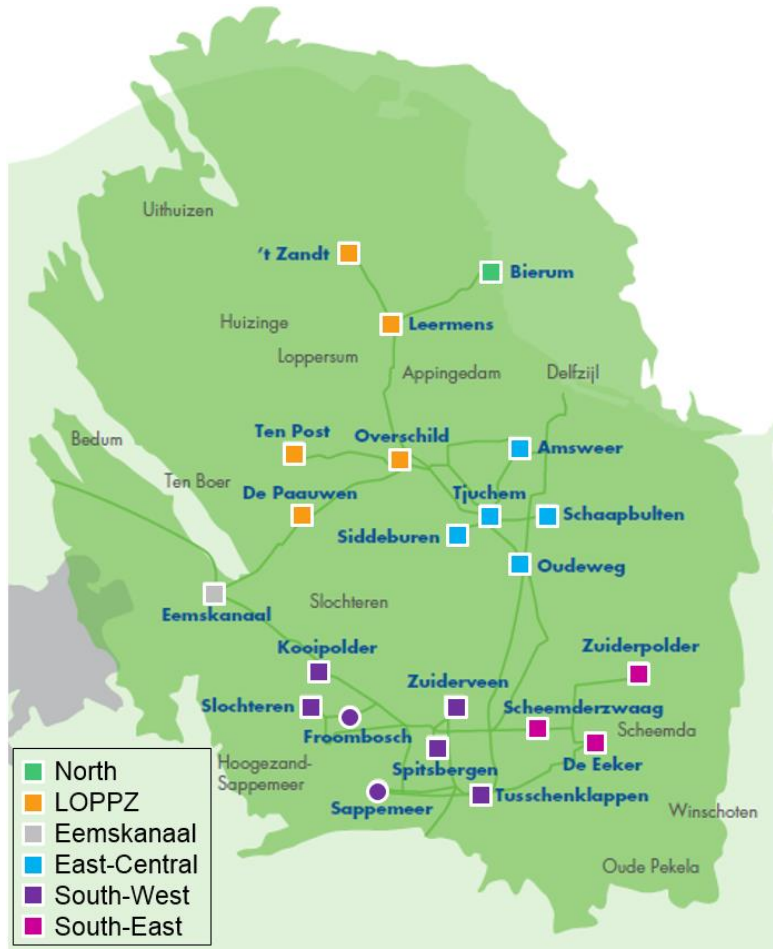 Uithuizen
't Zandt
Bierum
Huizinge
Leermens
Loppersum
Appingedam
Delfzijl
Bedum
Ten Post
Overschild
Amsweer
Ten Boer
De Paauwen
Tjuchem
Schaapbulten
Siddeburen
Oudeweg
Slochteren
Eemskanaal
Kooipolder
Zuiderveen
Zuiderpolder
Slochteren
Scheemderzwaag
Froombosch
Scheemda
Hoogezand-
Sappemeer
Spitsbergen
De Eeker
Sappemeer
Tusschenklappen
Winschoten
Oude Pekela
North
LOPPZ
Eemskanaal
East-Central
South-West
South-East